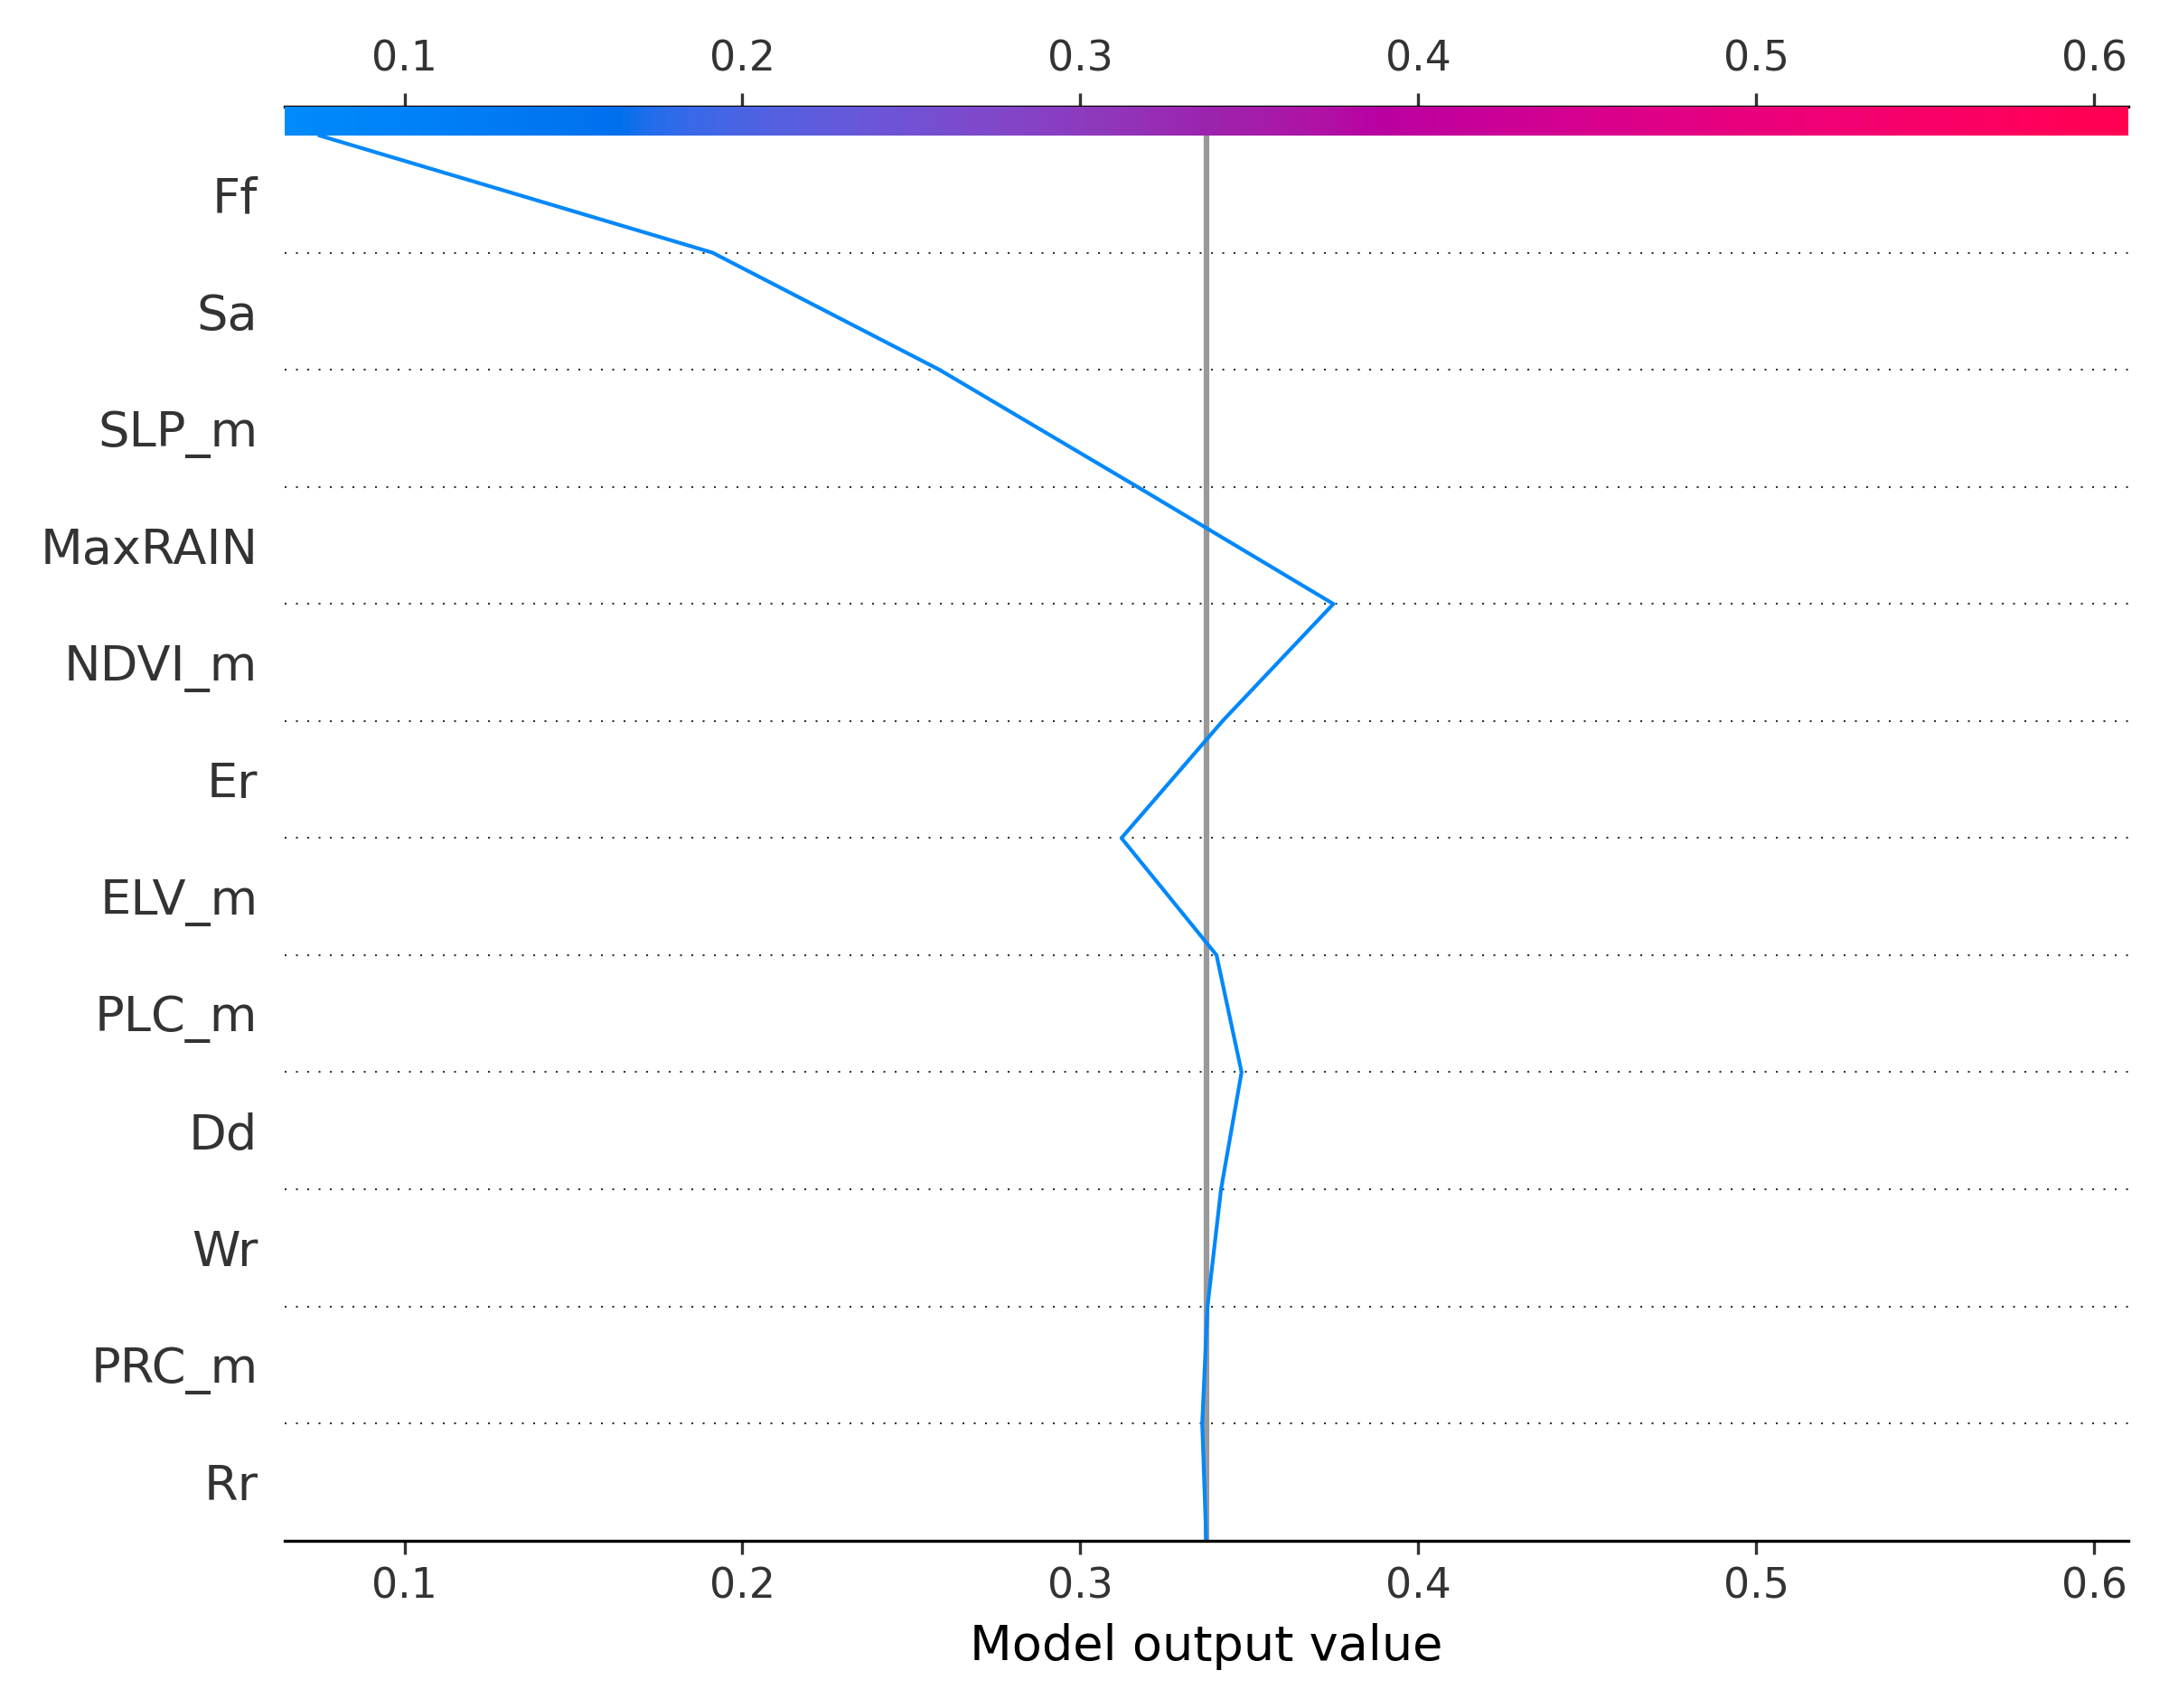 0.1 0.2 0.3 0.4 0.5 0.6
Ff
Sa
SLP_m
MaxRAIN
NDVI_m
Er
ELV_m
PLC_m
Dd
Wr
PRC_m
Rr
0.1 0.2 0.3 0.4 0.5 0.6
Model output value